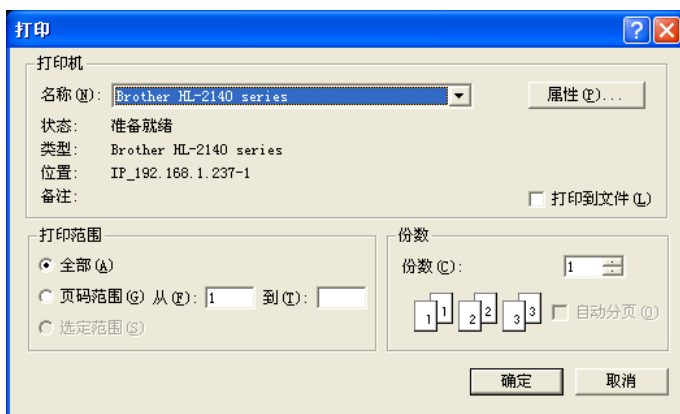 打印
打印机
名称(N): Brother HL-2140 series 属性(P)...
状态: 准备就绪
类型: Brother HL-2140 series
位置: IP_192.168.1.237-1
备注: 打印到文件(L)
打印范围
全部(A)
页码范围(G) 从(F): 1 到(T):
选定范围(S)
份数
份数(C): 1
1 1 2 2 3 3 自动分页(O)
确定 取消